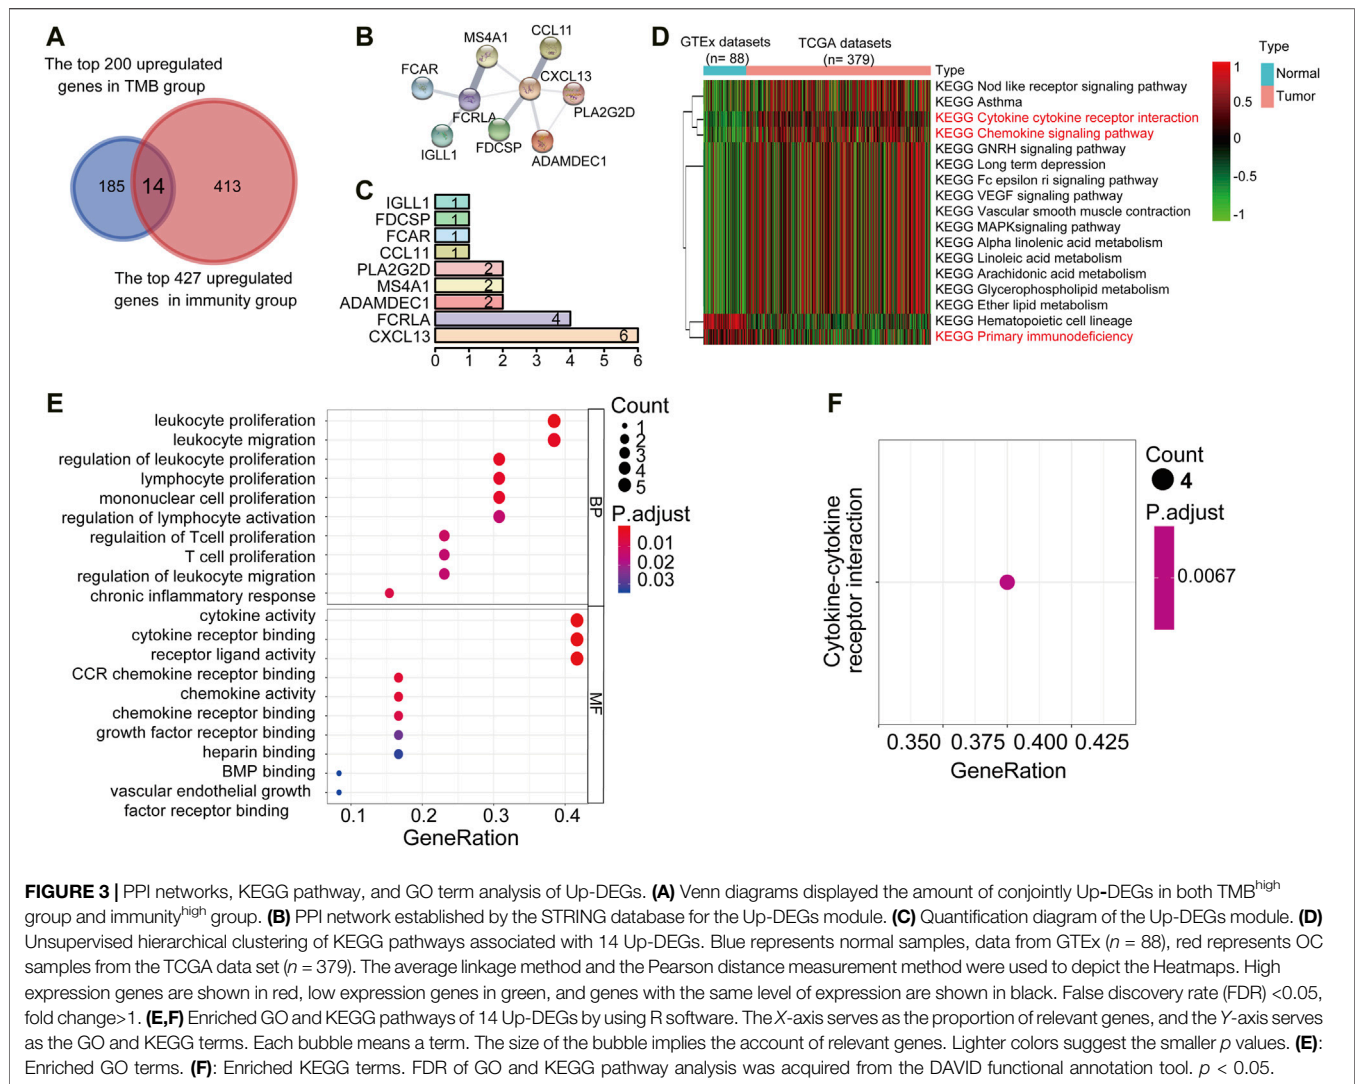 A
The top 200 upregulated
genes in TMB group
185
14
413
The top 427 upregulated
genes in immunity group
B
MS4A1
CCL11
FCAR
CXCL13
FCRLA
PLA2G2D
IGLL1
FDCSP
ADAMDEC1
C
IGLL1 1
FDCSP 1
FCAR 1
CCL11 1
PLA2G2D 2
MS4A1 2
ADAMDEC1 2
FCRLA 4
CXCL13 6
0 1 2 3 4 5 6
D
GTEx datasets
(n= 88)
TCGA datasets
(n= 379)
Type
KEGG Nod like receptor signaling pathway
KEGG Asthma
KEGG Cytokine cytokine receptor interaction
KEGG Chemokine signaling pathway
KEGG GNRH signaling pathway
KEGG Long term depression
KEGG Fc epsilon ri signaling pathway
KEGG VEGF signaling pathway
KEGG Vascular smooth muscle contraction
KEGG MAPKsignaling pathway
KEGG Alpha linolenic acid metabolism
KEGG Linoleic acid metabolism
KEGG Arachidonic acid metabolism
KEGG Glycerophospholipid metabolism
KEGG Ether lipid metabolism
KEGG Hematopoietic cell lineage
KEGG Primary immunodeficiency
1
0.5
0
-0.5
-1
Type
Normal
Tumor
E
leukocyte proliferation
leukocyte migration
regulation of leukocyte proliferation
lymphocyte proliferation
mononuclear cell proliferation
regulation of lymphocyte activation
regulaition of Tcell proliferation
T cell proliferation
regulation of leukocyte migration
chronic inflammatory response
cytokine activity
cytokine receptor binding
receptor ligand activity
CCR chemokine receptor binding
chemokine activity
chemokine receptor binding
growth factor receptor binding
heparin binding
BMP binding
vascular endothelial growth
factor receptor binding
BP
MF
0.1 0.2 0.3 0.4
GeneRation
Count
1
2
3
4
5
P.adjust
0.01
0.02
0.03
F
Cytokine-cytokine
receptor interaction
0.350 0.375 0.400 0.425
GeneRation
Count
4
P.adjust
0.0067
FIGURE 3 | PPI networks, KEGG pathway, and GO term analysis of Up-DEGs. (A) Venn diagrams displayed the amount of conjointly Up-DEGs in both TMBhigh
group and immunityhigh group. (B) PPI network established by the STRING database for the Up-DEGs module. (C) Quantification diagram of the Up-DEGs module. (D)
Unsupervised hierarchical clustering of KEGG pathways associated with 14 Up-DEGs. Blue represents normal samples, data from GTEx (n = 88), red represents OC
samples from the TCGA data set (n = 379). The average linkage method and the Pearson distance measurement method were used to depict the Heatmaps. High
expression genes are shown in red, low expression genes in green, and genes with the same level of expression are shown in black. False discovery rate (FDR) <0.05,
fold change>1. (E,F) Enriched GO and KEGG pathways of 14 Up-DEGs by using R software. The X-axis serves as the proportion of relevant genes, and the Y-axis serves
as the GO and KEGG terms. Each bubble means a term. The size of the bubble implies the account of relevant genes. Lighter colors suggest the smaller p values. (E):
Enriched GO terms. (F): Enriched KEGG terms. FDR of GO and KEGG pathway analysis was acquired from the DAVID functional annotation tool. p < 0.05.